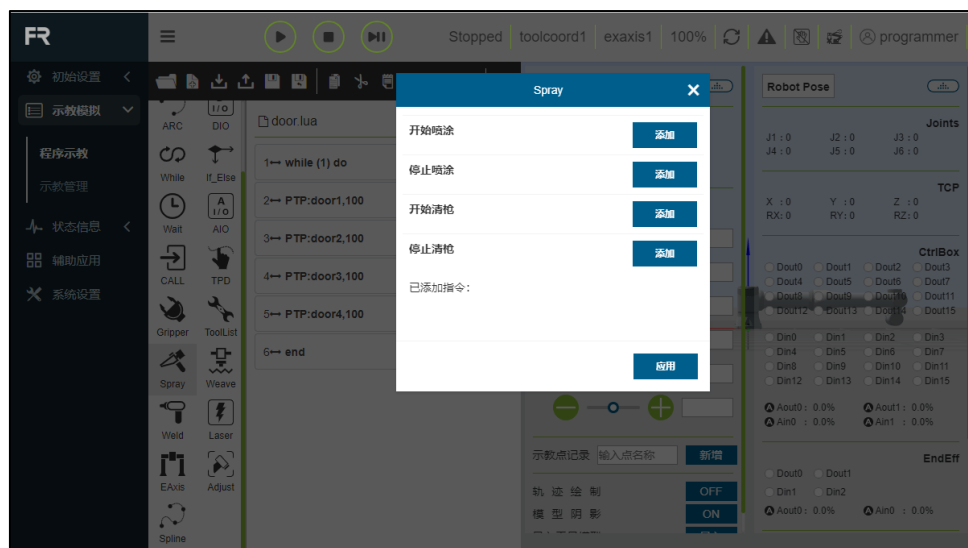 FR
Stopped toolcoord1 exaxis1 100% programmer
初始设置
示教模拟
程序示教
示教管理
状态信息
辅助应用
系统设置
ARC DIO
While If_Else
Wait AIO
CALL TPD
Gripper ToolList
Spray Weave
Weld Laser
EAxis Adjust
Spline
I/O
A
I/O
door.lua
1 while (1) do
2 PTP:door1,100
3 PTP:door2,100
4 PTP:door3,100
5 PTP:door4,100
6 end
Spray
开始喷涂 添加
停止喷涂 添加
开始清枪 添加
停止清枪 添加
已添加指令：
应用
示教点记录 输入点名称 新增
轨迹绘制 OFF
模型阴影 ON
Robot Pose
Joints
J1 : 0 J2 : 0 J3 : 0
J4 : 0 J5 : 0 J6 : 0
TCP
X : 0 Y : 0 Z : 0
RX: 0 RY: 0 RZ: 0
CtrlBox
Dout0 Dout1 Dout2 Dout3
Dout4 Dout5 Dout6 Dout7
Dout8 Dout9 Dout10 Dout11
Dout12 Dout13 Dout14 Dout15
Din0 Din1 Din2 Din3
Din4 Din5 Din6 Din7
Din8 Din9 Din10 Din11
Din12 Din13 Din14 Din15
Aout0 : 0.0% Aout1 : 0.0%
Ain0 : 0.0% Ain1 : 0.0%
EndEff
Dout0 Dout1
Din1 Din2
Aout0 : 0.0% Ain0 : 0.0%